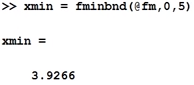 >> xmin = fminbnd(@fm,0,5)
xmin =
3.9266